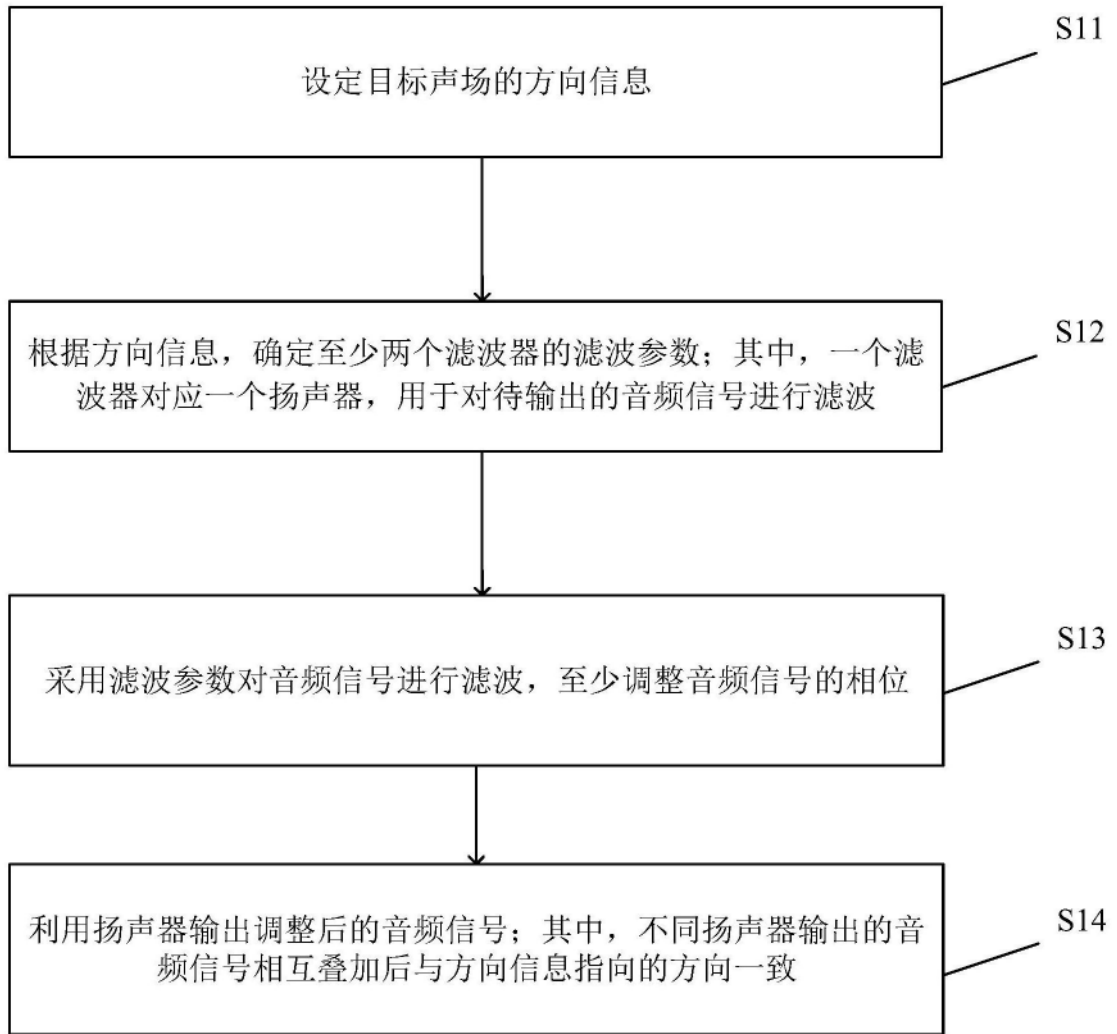 S11
设定目标声场的方向信息
S12
根据方向信息，确定至少两个滤波器的滤波参数；其中，一个滤
波器对应一个扬声器，用于对待输出的音频信号进行滤波
S13
采用滤波参数对音频信号进行滤波，至少调整音频信号的相位
S14
利用扬声器输出调整后的音频信号；其中，不同扬声器输出的音
频信号相互叠加后与方向信息指向的方向一致